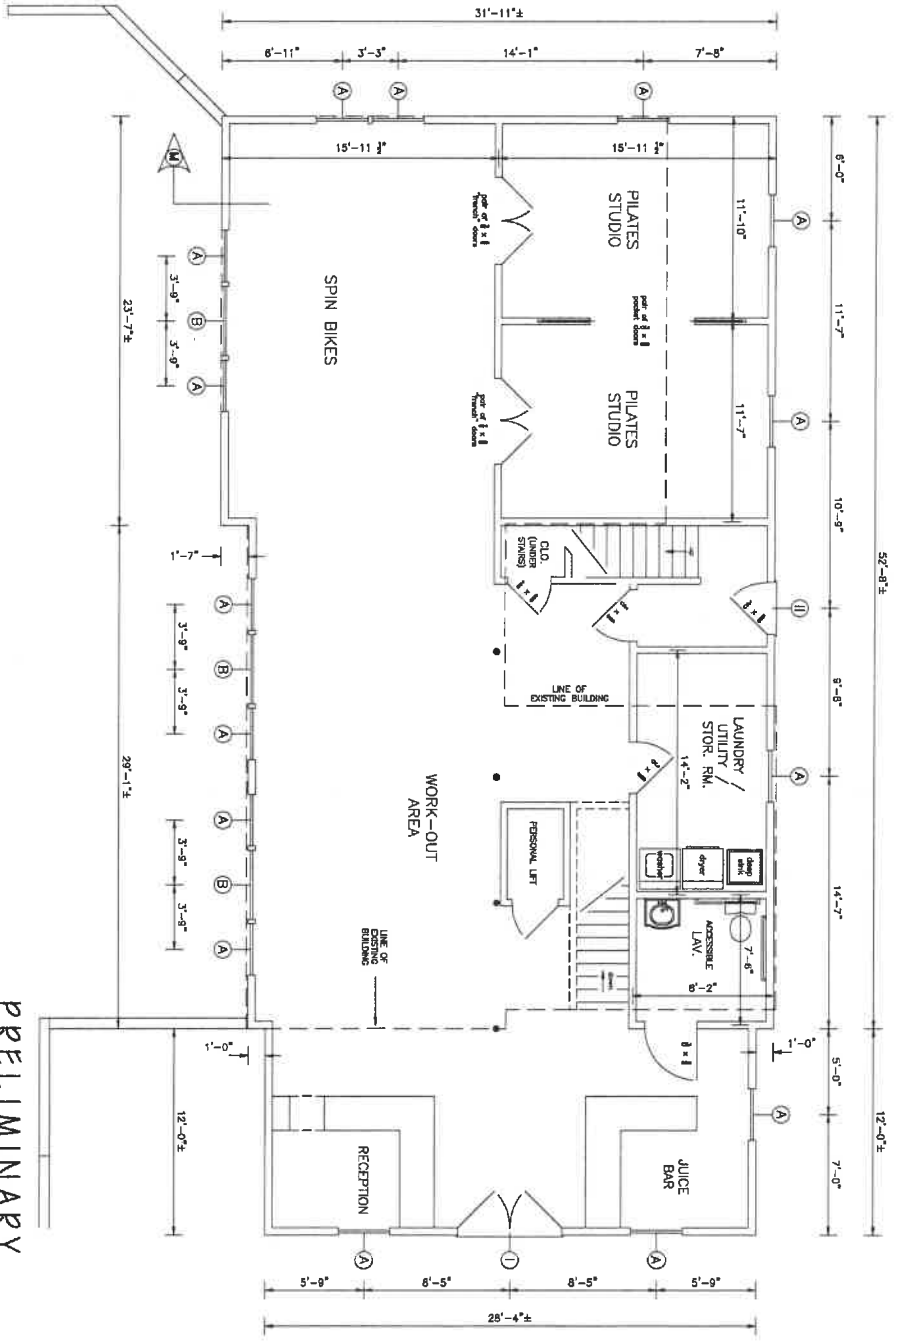 31'-11"±
6'-11"
3'-3"
14'-1"
7'-8"
A
A
A
15'-11 ½"
15'-11 ½"
M
PILATES
STUDIO
11'-10"
6'-0"
A
52'-8"±
pair of
"french" doors
pair of
pocket doors
11'-7"
SPIN BIKES
A
3'-9"
B
3'-9"
A
23'-7"±
PILATES
STUDIO
11'-7"
A
pair of
"french" doors
10'-9"
CLO.
(UNDER
STAIRS)
UP
II
1'-7"
A
3'-9"
B
3'-9"
A
29'-1"±
LINE OF
EXISTING BUILDING
9'-8"
LAUNDRY/
UTILITY/
STOR. RM.
14'-2"
A
WORK-OUT
AREA
PERSONAL LIFT
washer
dryer
deep
sink
14'-7"
A
3'-9"
B
3'-9"
A
LINE OF
EXISTING
BUILDING
Down
ACCESSIBLE
LAV.
7'-6"
6'-2"
1'-0"
1'-0"
5'-0"
12'-0"±
12'-0"±
A
7'-0"
RECEPTION
JUICE
BAR
A
I
A
5'-9"
8'-5"
8'-5"
5'-9"
28'-4"±
PRELIMINARY